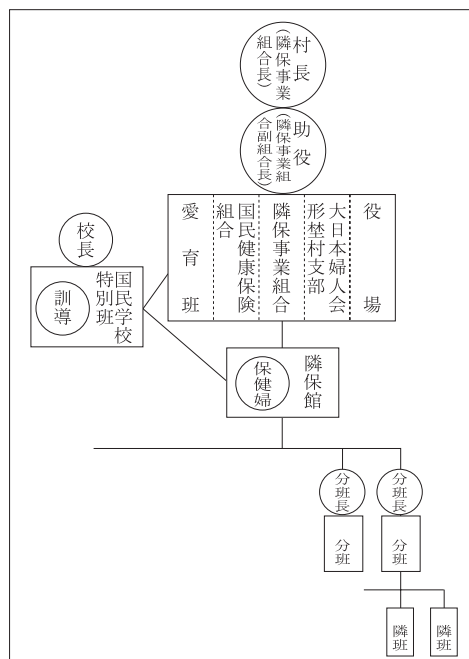 村長
(隣保事業
組合長)
助役
(隣保事業組
合副組合長)
役場
大日本婦人会
形埜村支部
隣保事業組合
国民健康保険
組合
愛育班
校長
国民学校
特別班
訓導
隣保館
保健婦
分班長
分班長
分班
分班
隣班
隣班